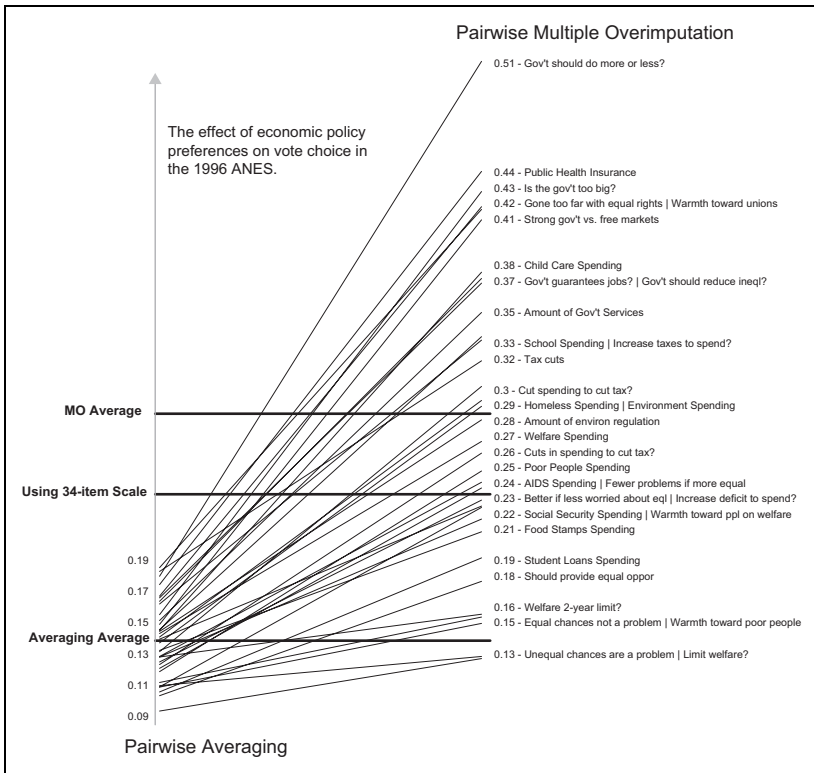 Pairwise Multiple Overimputation
0.51 - Gov't should do more or less?
The effect of economic policy
preferences on vote choice in
the 1996 ANES.
0.44 - Public Health Insurance
0.43 - Is the gov't too big?
0.42 - Gone too far with equal rights | Warmth toward unions
0.41 - Strong gov't vs. free markets
0.38 - Child Care Spending
0.37 - Gov't guarantees jobs? | Gov't should reduce ineql?
0.35 - Amount of Gov't Services
0.33 - School Spending | Increase taxes to spend?
0.32 - Tax cuts
0.3 - Cut spending to cut tax?
0.29 - Homeless Spending | Environment Spending
0.28 - Amount of environ regulation
0.27 - Welfare Spending
0.26 - Cuts in spending to cut tax?
0.25 - Poor People Spending
0.24 - AIDS Spending | Fewer problems if more equal
0.23 - Better if less worried about eql | Increase deficit to spend?
0.22 - Social Security Spending | Warmth toward ppl on welfare
0.21 - Food Stamps Spending
0.19 - Student Loans Spending
0.18 - Should provide equal oppor
0.16 - Welfare 2-year limit?
0.15 - Equal chances not a problem | Warmth toward poor people
0.13 - Unequal chances are a problem | Limit welfare?
MO Average
Using 34-item Scale
0.19
0.17
0.15
Averaging Average
0.13
0.11
0.09
Pairwise Averaging